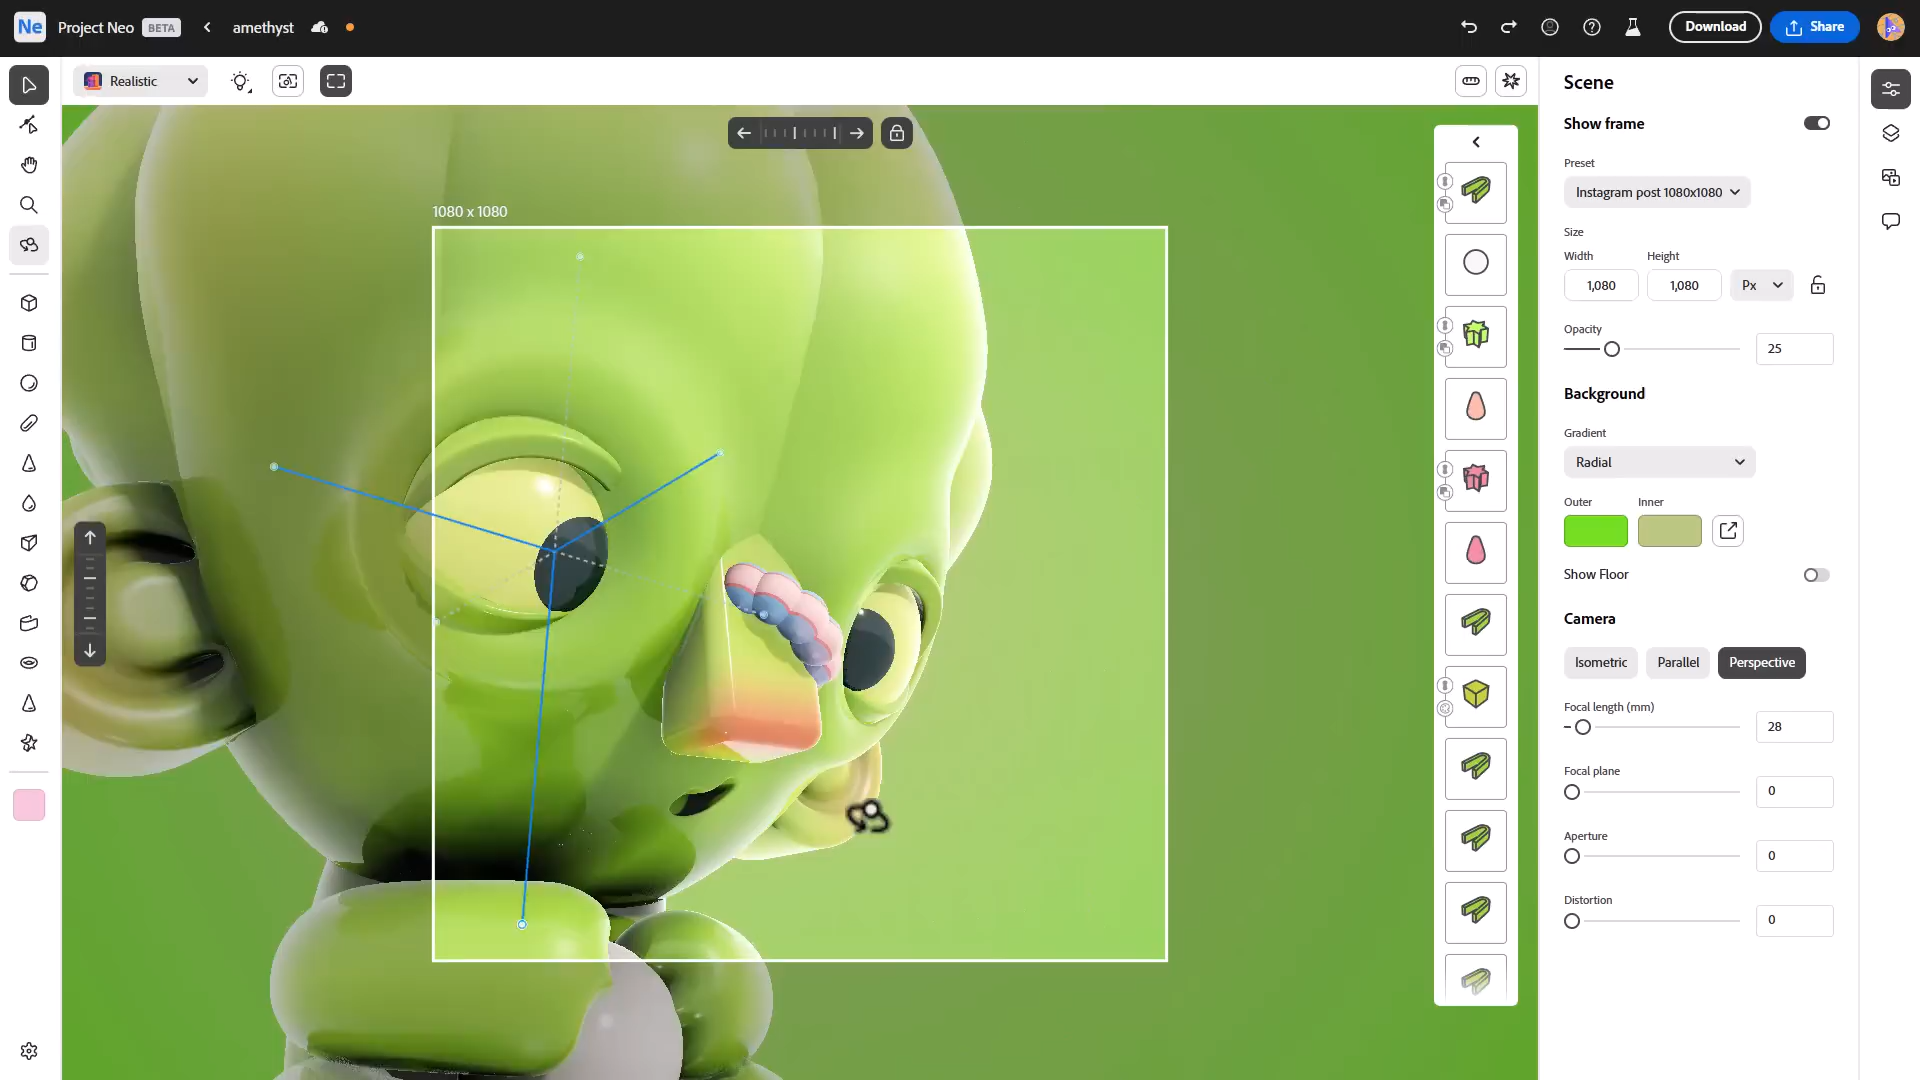 Ne Project Neo BETA amethyst Download Share
Realistic
1080 x 1080
Scene
Show frame
Preset
Instagram post 1080x1080
Size
Width Height
1,080 1,080 Px
Opacity
25
Background
Gradient
Radial
Outer Inner
Show Floor
Camera
Isometric Parallel Perspective
Focal length (mm)
28
Focal plane
0
Aperture
0
Distortion
0